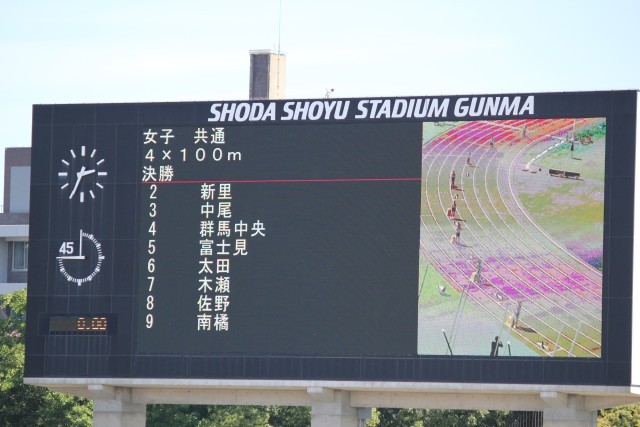 SHODA SHOYU STADIUM GUNMA
女子 共通
4×100m
決勝
2 新里
3 中尾
4 群馬中央
5 富士見
6 太田
7 木瀬
8 佐野
9 南橘
45
0.00